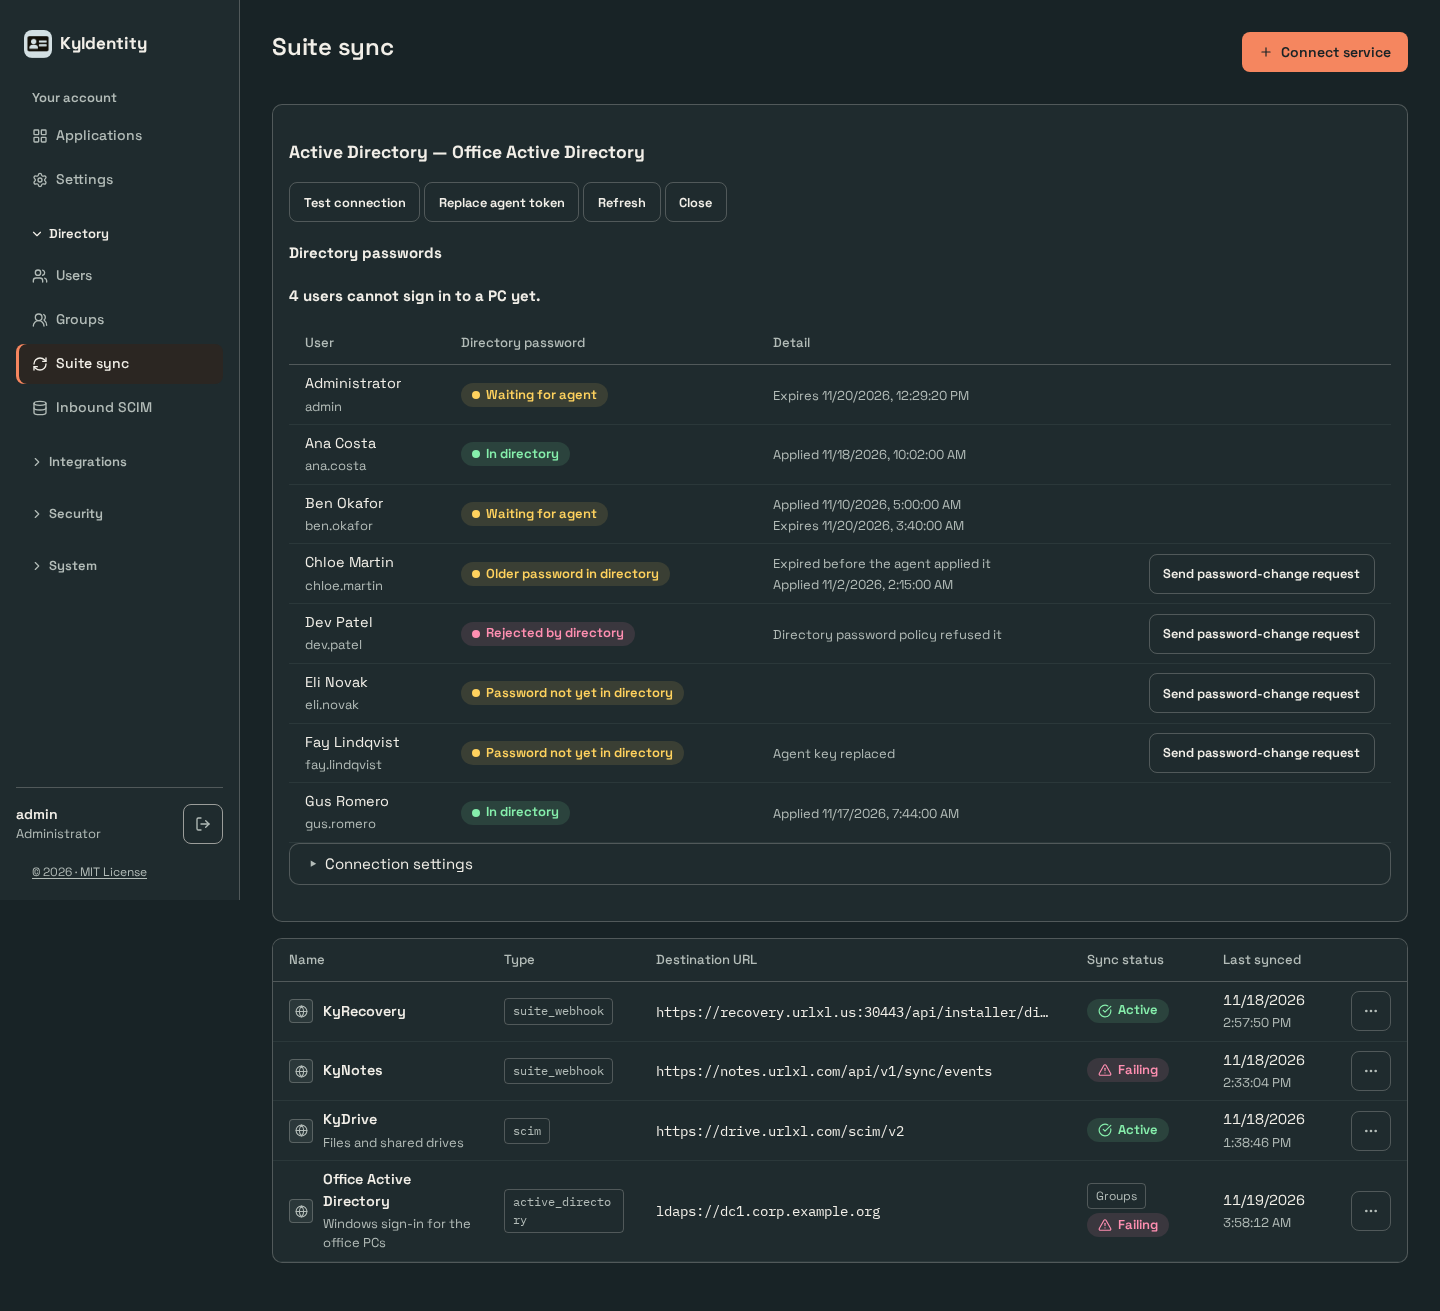 KyIdentity
Your account
Applications
Settings
Directory
Users
Groups
Suite sync
Inbound SCIM
Integrations
Security
System
admin
Administrator
© 2026 · MIT License
Suite sync
Connect service
Active Directory — Office Active Directory
Test connection Replace agent token Refresh Close
Directory passwords
4 users cannot sign in to a PC yet.
User Directory password Detail
Administrator
admin
Waiting for agent
Expires 11/20/2026, 12:29:20 PM
Ana Costa
ana.costa
In directory
Applied 11/18/2026, 10:02:00 AM
Ben Okafor
ben.okafor
Waiting for agent
Applied 11/10/2026, 5:00:00 AM
Expires 11/20/2026, 3:40:00 AM
Chloe Martin
chloe.martin
Older password in directory
Expired before the agent applied it
Applied 11/2/2026, 2:15:00 AM
Send password-change request
Dev Patel
dev.patel
Rejected by directory
Directory password policy refused it
Send password-change request
Eli Novak
eli.novak
Password not yet in directory
Send password-change request
Fay Lindqvist
fay.lindqvist
Password not yet in directory
Agent key replaced
Send password-change request
Gus Romero
gus.romero
In directory
Applied 11/17/2026, 7:44:00 AM
Connection settings
Name Type Destination URL Sync status Last synced
KyRecovery
suite_webhook
https://recovery.urlxl.us:30443/api/installer/di…
Active
11/18/2026
2:57:50 PM
KyNotes
suite_webhook
https://notes.urlxl.com/api/v1/sync/events
Failing
11/18/2026
2:33:04 PM
KyDrive
Files and shared drives
scim
https://drive.urlxl.com/scim/v2
Active
11/18/2026
1:38:46 PM
Office Active
Directory
Windows sign-in for the
office PCs
active_directo
ry
ldaps://dc1.corp.example.org
Groups
Failing
11/19/2026
3:58:12 AM